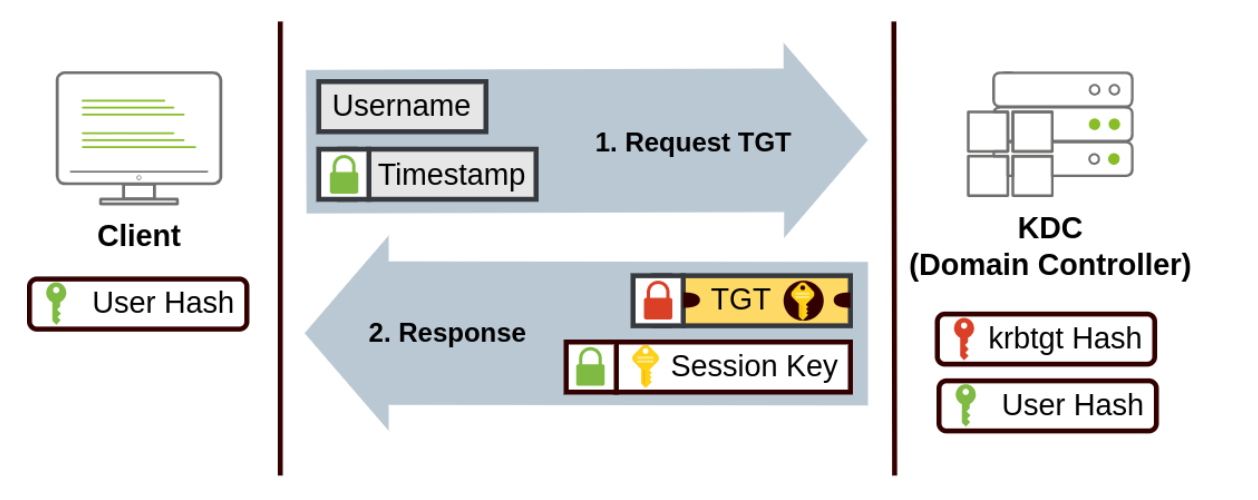 Username
1. Request TGT
Timestamp
Client
User Hash
KDC
(Domain Controller)
TGT
2. Response
Session Key
krbtgt Hash
User Hash